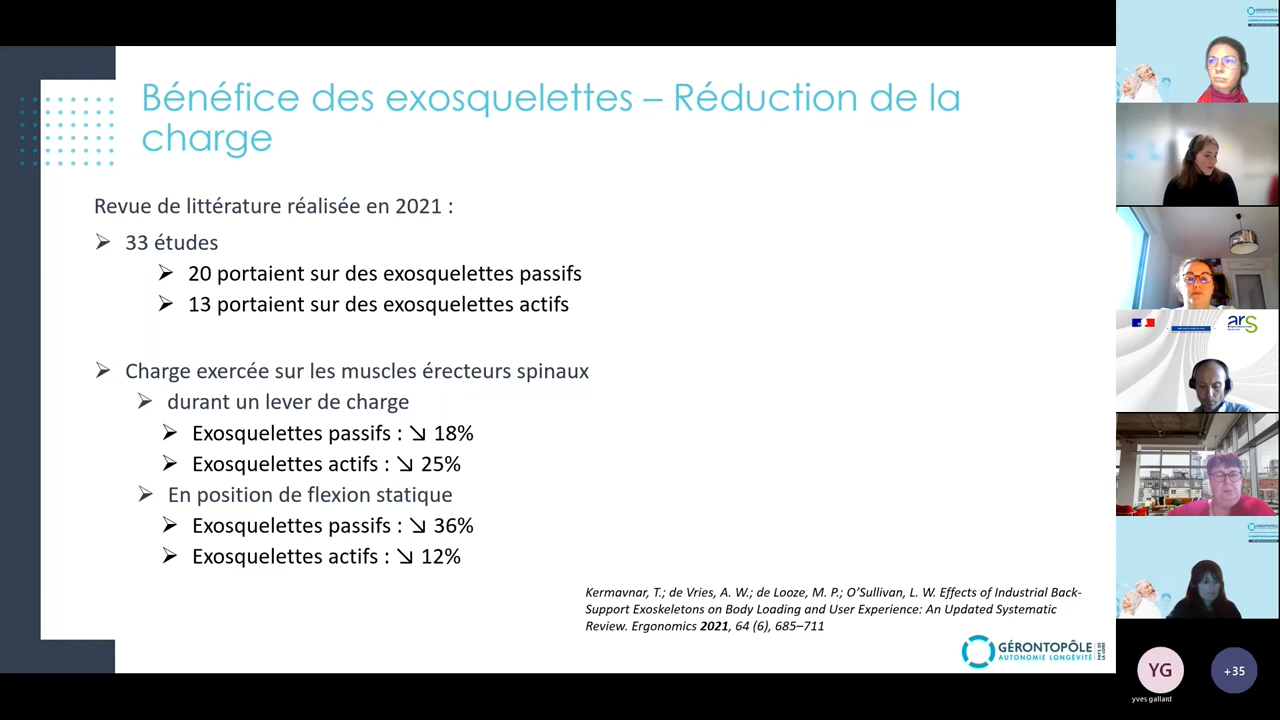 Bénéfice des exosquelettes – Réduction de la
charge
Revue de littérature réalisée en 2021 :
33 études
20 portaient sur des exosquelettes passifs
13 portaient sur des exosquelettes actifs
Charge exercée sur les muscles érecteurs spinaux
durant un lever de charge
Exosquelettes passifs : ↘ 18%
Exosquelettes actifs : ↘ 25%
En position de flexion statique
Exosquelettes passifs : ↘ 36%
Exosquelettes actifs : ↘ 12%
Kermavnar, T.; de Vries, A. W.; de Looze, M. P.; O’Sullivan, L. W. Effects of Industrial Back-
Support Exoskeletons on Body Loading and User Experience: An Updated Systematic
Review. Ergonomics 2021, 64 (6), 685–711
GÉRONTOPÔLE
AUTONOMIE LONGÉVITÉ
PAYS DE
LA LOIRE
ars
YG
+35
yves gallard